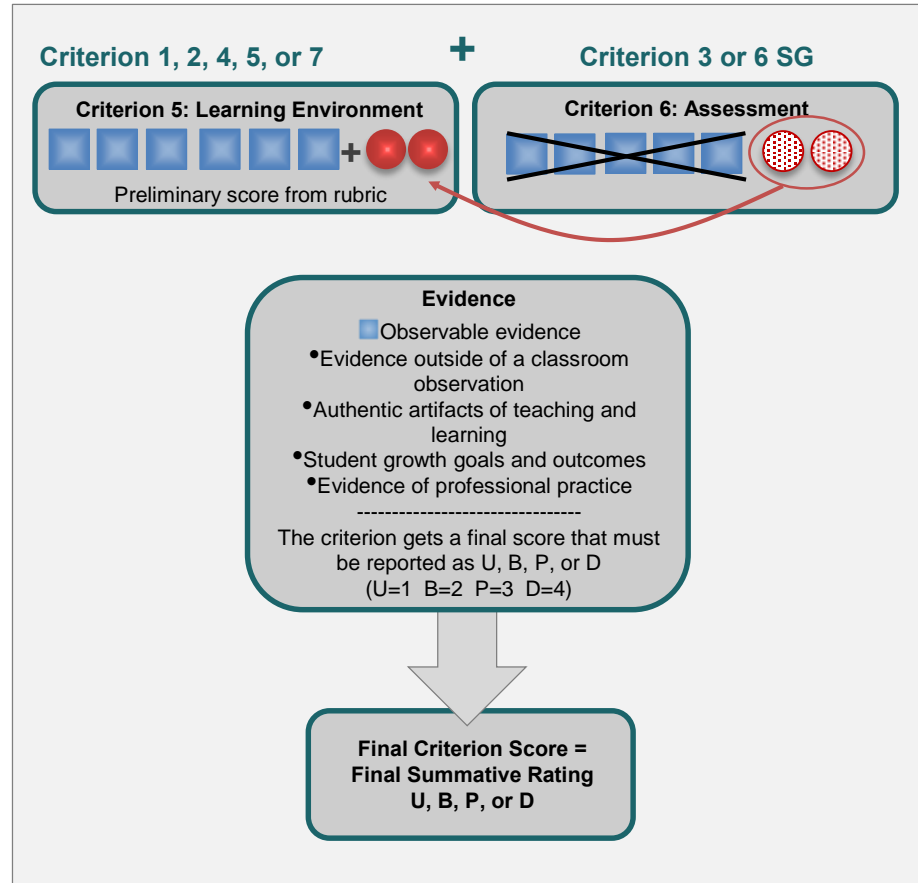 Criterion 1, 2, 4, 5, or 7 + Criterion 3 or 6 SG
Criterion 5: Learning Environment
+
Preliminary score from rubric
Criterion 6: Assessment
Evidence
Observable evidence
•Evidence outside of a classroom
observation
•Authentic artifacts of teaching and
learning
•Student growth goals and outcomes
•Evidence of professional practice
---------------------------------
The criterion gets a final score that must
be reported as U, B, P, or D
(U=1 B=2 P=3 D=4)
Final Criterion Score =
Final Summative Rating
U, B, P, or D